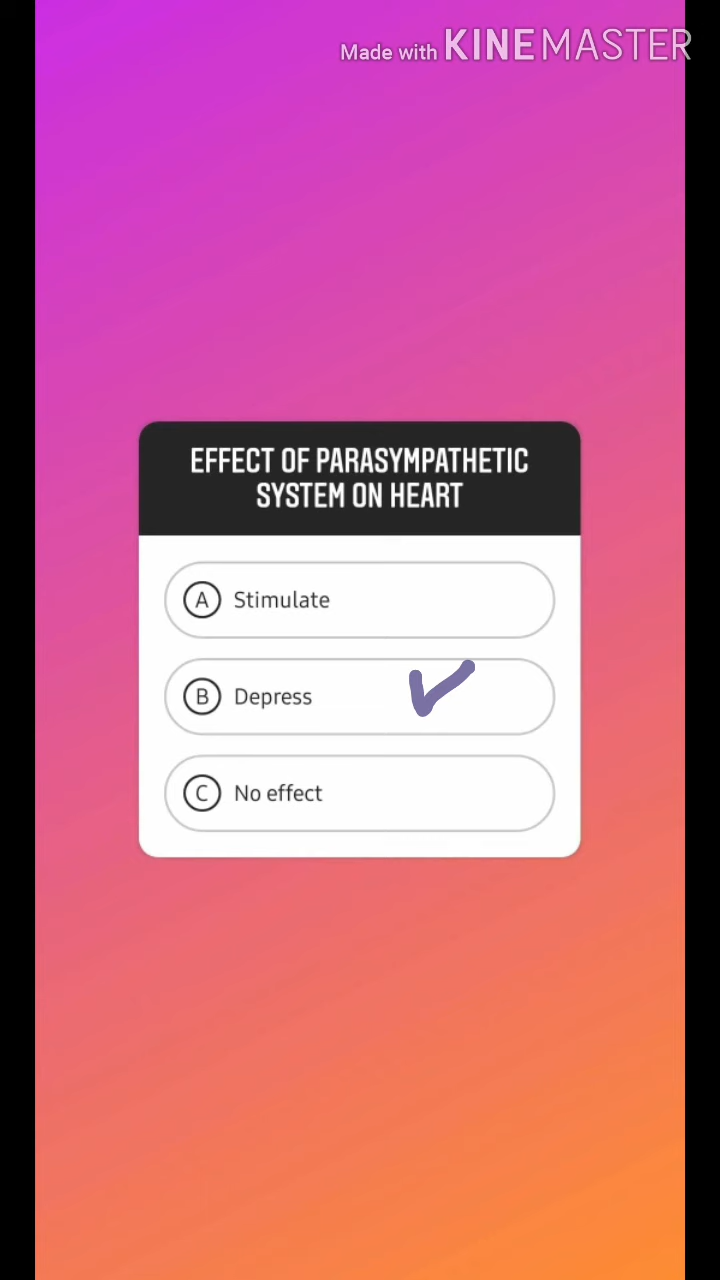 Made with KINEMASTER
EFFECT OF PARASYMPATHETIC
SYSTEM ON HEART
A Stimulate
B Depress
C No effect